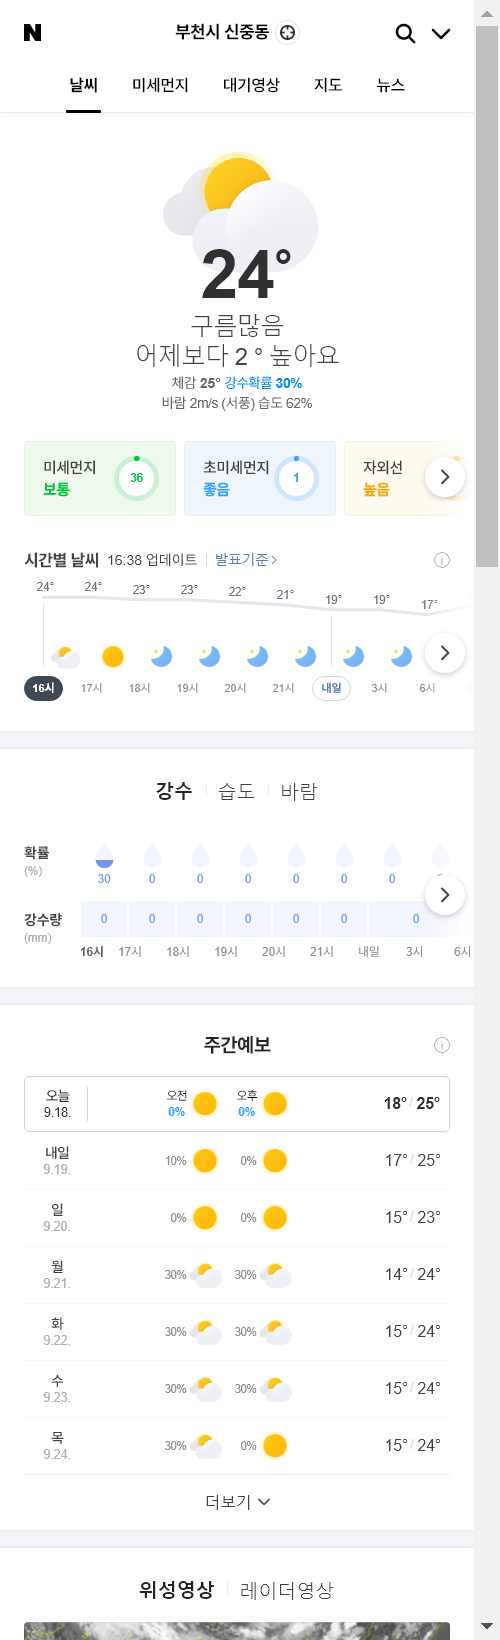 N 부천시 신중동
날씨 미세먼지 대기영상 지도 뉴스
24°
구름많음
어제보다 2 ° 높아요
체감 25° 강수확률 30%
바람 2m/s (서풍) 습도 62%
미세먼지 36 초미세먼지 1 자외선
보통 좋음 높음
시간별 날씨 16:38 업데이트 발표기준
24° 24° 23° 23° 22° 21° 19° 19° 17°
16시 17시 18시 19시 20시 21시 내일 3시 6시
강수 습도 바람
확률
(%)
30 0 0 0 0 0 0
강수량
(mm)
0 0 0 0 0 0 0
16시 17시 18시 19시 20시 21시 내일 3시 6시
주간예보
오늘 9.18. 오전 0% 오후 0% 18° / 25°
내일 9.19. 10% 0% 17° / 25°
일 9.20. 0% 0% 15° / 23°
월 9.21. 30% 30% 14° / 24°
화 9.22. 30% 30% 15° / 24°
수 9.23. 30% 30% 15° / 24°
목 9.24. 30% 0% 15° / 24°
더보기
위성영상 레이더영상